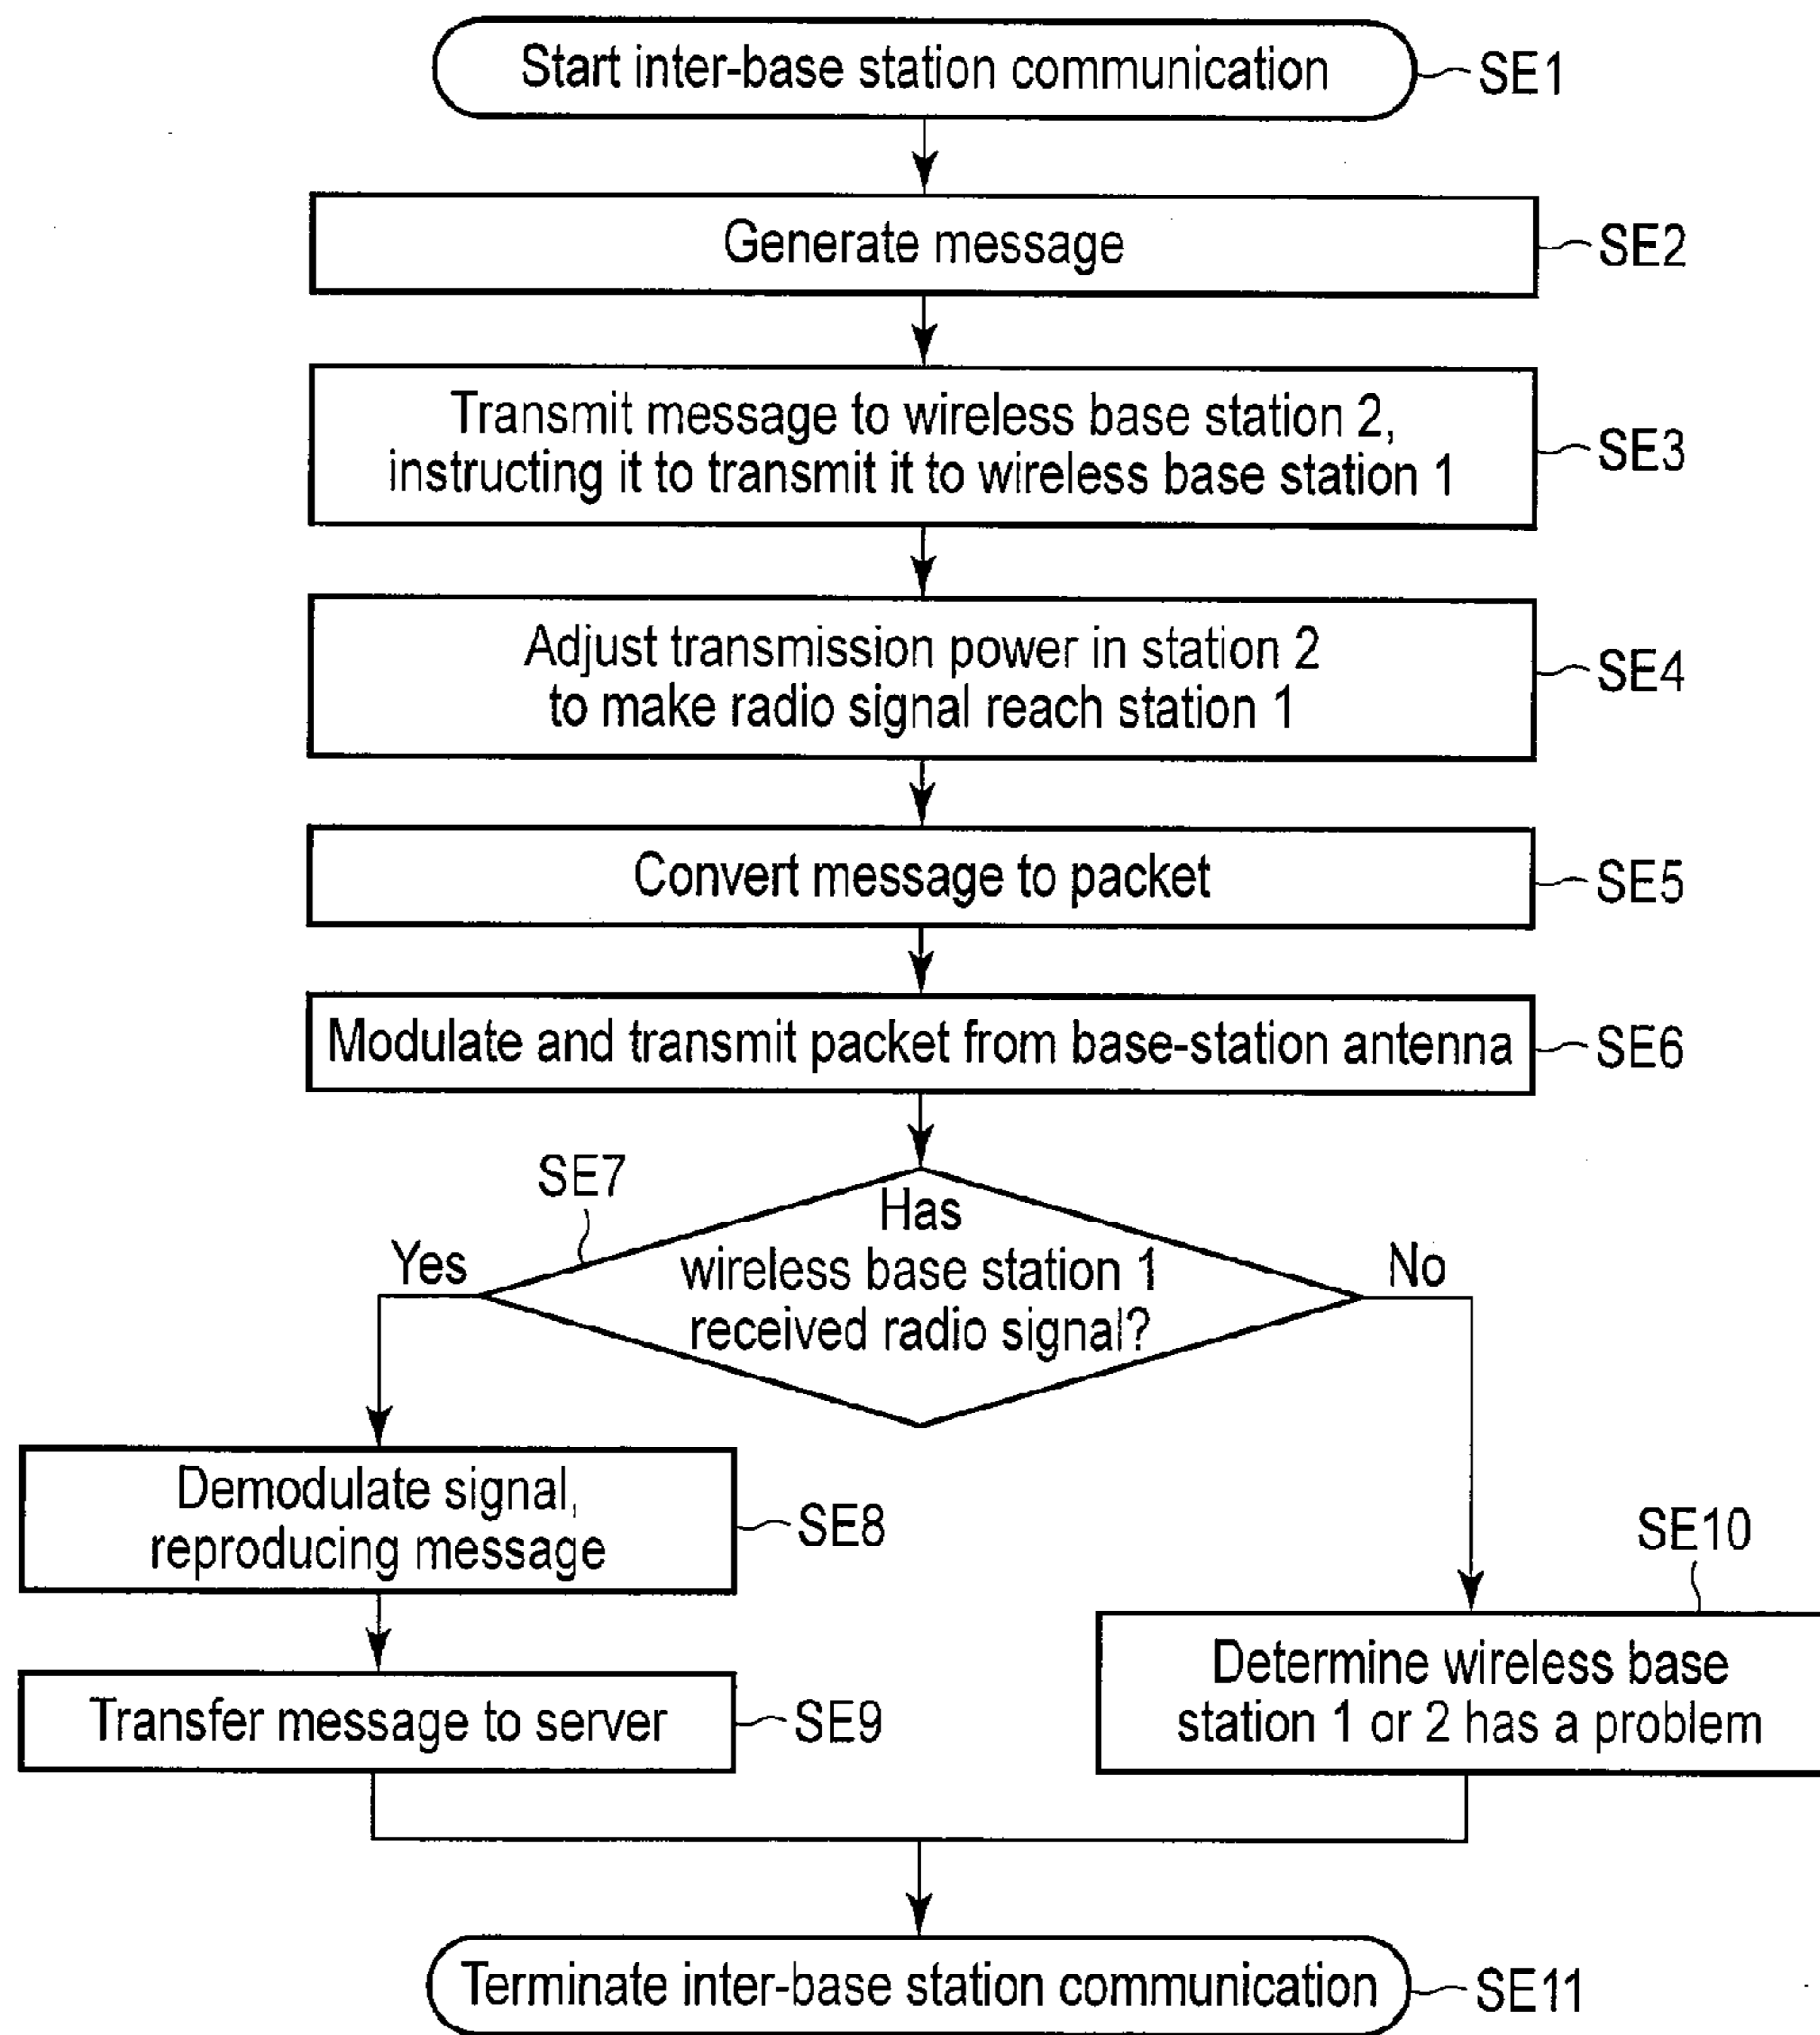 Start inter-base station communication
SE1
Generate message
SE2
Transmit message to wireless base station 2,
instructing it to transmit it to wireless base station 1
SE3
Adjust transmission power in station 2
to make radio signal reach station 1
SE4
Convert message to packet
SE5
Modulate and transmit packet from base-station antenna
SE6
SE7
Has
wireless base station 1
received radio signal?
Yes
No
Demodulate signal,
reproducing message
SE8
Transfer message to server
SE9
SE10
Determine wireless base
station 1 or 2 has a problem
Terminate inter-base station communication
SE11